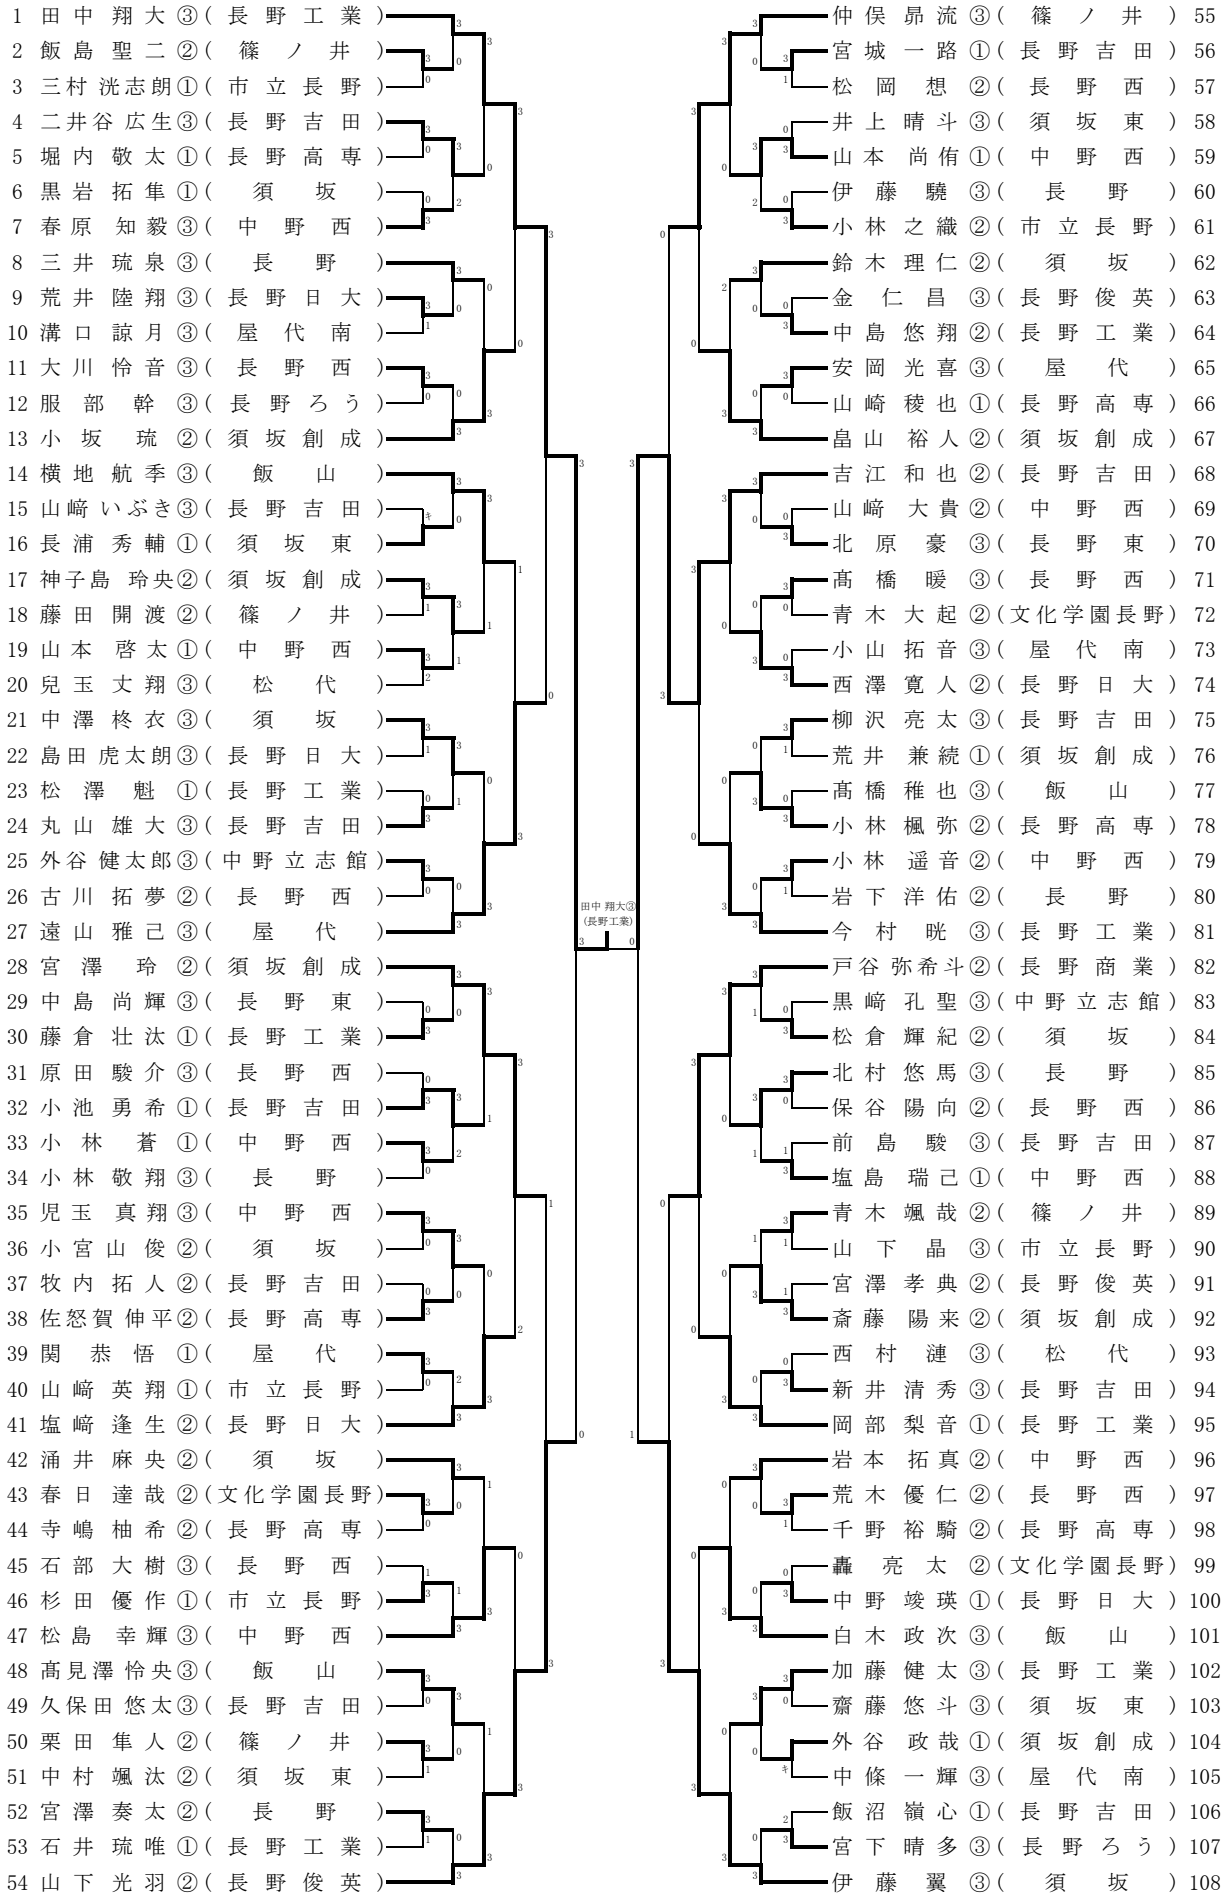 1 田中翔大③(長野工業)
2 飯島聖二②(篠ノ井)
3 三村洸志朗①(市立長野)
4 二井谷広生③(長野吉田)
5 堀内敬太①(長野高専)
6 黒岩拓隼①(須坂)
7 春原知毅③(中野西)
8 三井琉泉③(長野)
9 荒井陸翔③(長野日大)
10 溝口諒月③(屋代南)
11 大川怜音③(長野西)
12 服部幹③(長野ろう)
13 小坂琉②(須坂創成)
14 横地航季③(飯山)
15 山﨑いぶき③(長野吉田)
16 長浦秀輔①(須坂東)
17 神子島玲央②(須坂創成)
18 藤田開渡②(篠ノ井)
19 山本啓太①(中野西)
20 兒玉丈翔③(松代)
21 中澤柊衣③(須坂)
22 島田虎太朗③(長野日大)
23 松澤魁①(長野工業)
24 丸山雄大③(長野吉田)
25 外谷健太郎③(中野立志館)
26 古川拓夢②(長野西)
27 遠山雅己③(屋代)
28 宮澤玲②(須坂創成)
29 中島尚輝③(長野東)
30 藤倉壮汰①(長野工業)
31 原田駿介③(長野西)
32 小池勇希①(長野吉田)
33 小林蒼①(中野西)
34 小林敬翔③(長野)
35 児玉真翔③(中野西)
36 小宮山俊②(須坂)
37 牧内拓人②(長野吉田)
38 佐怒賀伸平②(長野高専)
39 関恭悟①(屋代)
40 山﨑英翔①(市立長野)
41 塩﨑逢生②(長野日大)
42 涌井麻央②(須坂)
43 春日達哉②(文化学園長野)
44 寺嶋柚希②(長野高専)
45 石部大樹③(長野西)
46 杉田優作①(市立長野)
47 松島幸輝③(中野西)
48 髙見澤怜央③(飯山)
49 久保田悠太③(長野吉田)
50 栗田隼人②(篠ノ井)
51 中村颯汰②(須坂東)
52 宮澤奏太②(長野)
53 石井琉唯①(長野工業)
54 山下光羽②(長野俊英)
田中 翔大③
(長野工業)
3 0
仲俣昴流③(篠ノ井) 55
宮城一路①(長野吉田) 56
松岡想②(長野西) 57
井上晴斗③(須坂東) 58
山本尚侑①(中野西) 59
伊藤驍③(長野) 60
小林之織②(市立長野) 61
鈴木理仁②(須坂) 62
金仁昌③(長野俊英) 63
中島悠翔②(長野工業) 64
安岡光喜③(屋代) 65
山崎稜也①(長野高専) 66
畠山裕人②(須坂創成) 67
吉江和也②(長野吉田) 68
山﨑大貴②(中野西) 69
北原豪③(長野東) 70
髙橋暖③(長野西) 71
青木大起②(文化学園長野) 72
小山拓音③(屋代南) 73
西澤寛人②(長野日大) 74
柳沢亮太③(長野吉田) 75
荒井兼続①(須坂創成) 76
髙橋稚也③(飯山) 77
小林楓弥②(長野高専) 78
小林遥音②(中野西) 79
岩下洋佑②(長野) 80
今村晄③(長野工業) 81
戸谷弥希斗②(長野商業) 82
黒﨑孔聖③(中野立志館) 83
松倉輝紀②(須坂) 84
北村悠馬③(長野) 85
保谷陽向②(長野西) 86
前島駿③(長野吉田) 87
塩島瑞己①(中野西) 88
青木颯哉②(篠ノ井) 89
山下晶③(市立長野) 90
宮澤孝典②(長野俊英) 91
斎藤陽来②(須坂創成) 92
西村漣③(松代) 93
新井清秀③(長野吉田) 94
岡部梨音①(長野工業) 95
岩本拓真②(中野西) 96
荒木優仁②(長野西) 97
千野裕騎②(長野高専) 98
轟亮太②(文化学園長野) 99
中野竣瑛①(長野日大) 100
白木政次③(飯山) 101
加藤健太③(長野工業) 102
齋藤悠斗③(須坂東) 103
外谷政哉①(須坂創成) 104
中條一輝③(屋代南) 105
飯沼嶺心①(長野吉田) 106
宮下晴多③(長野ろう) 107
伊藤翼③(須坂) 108